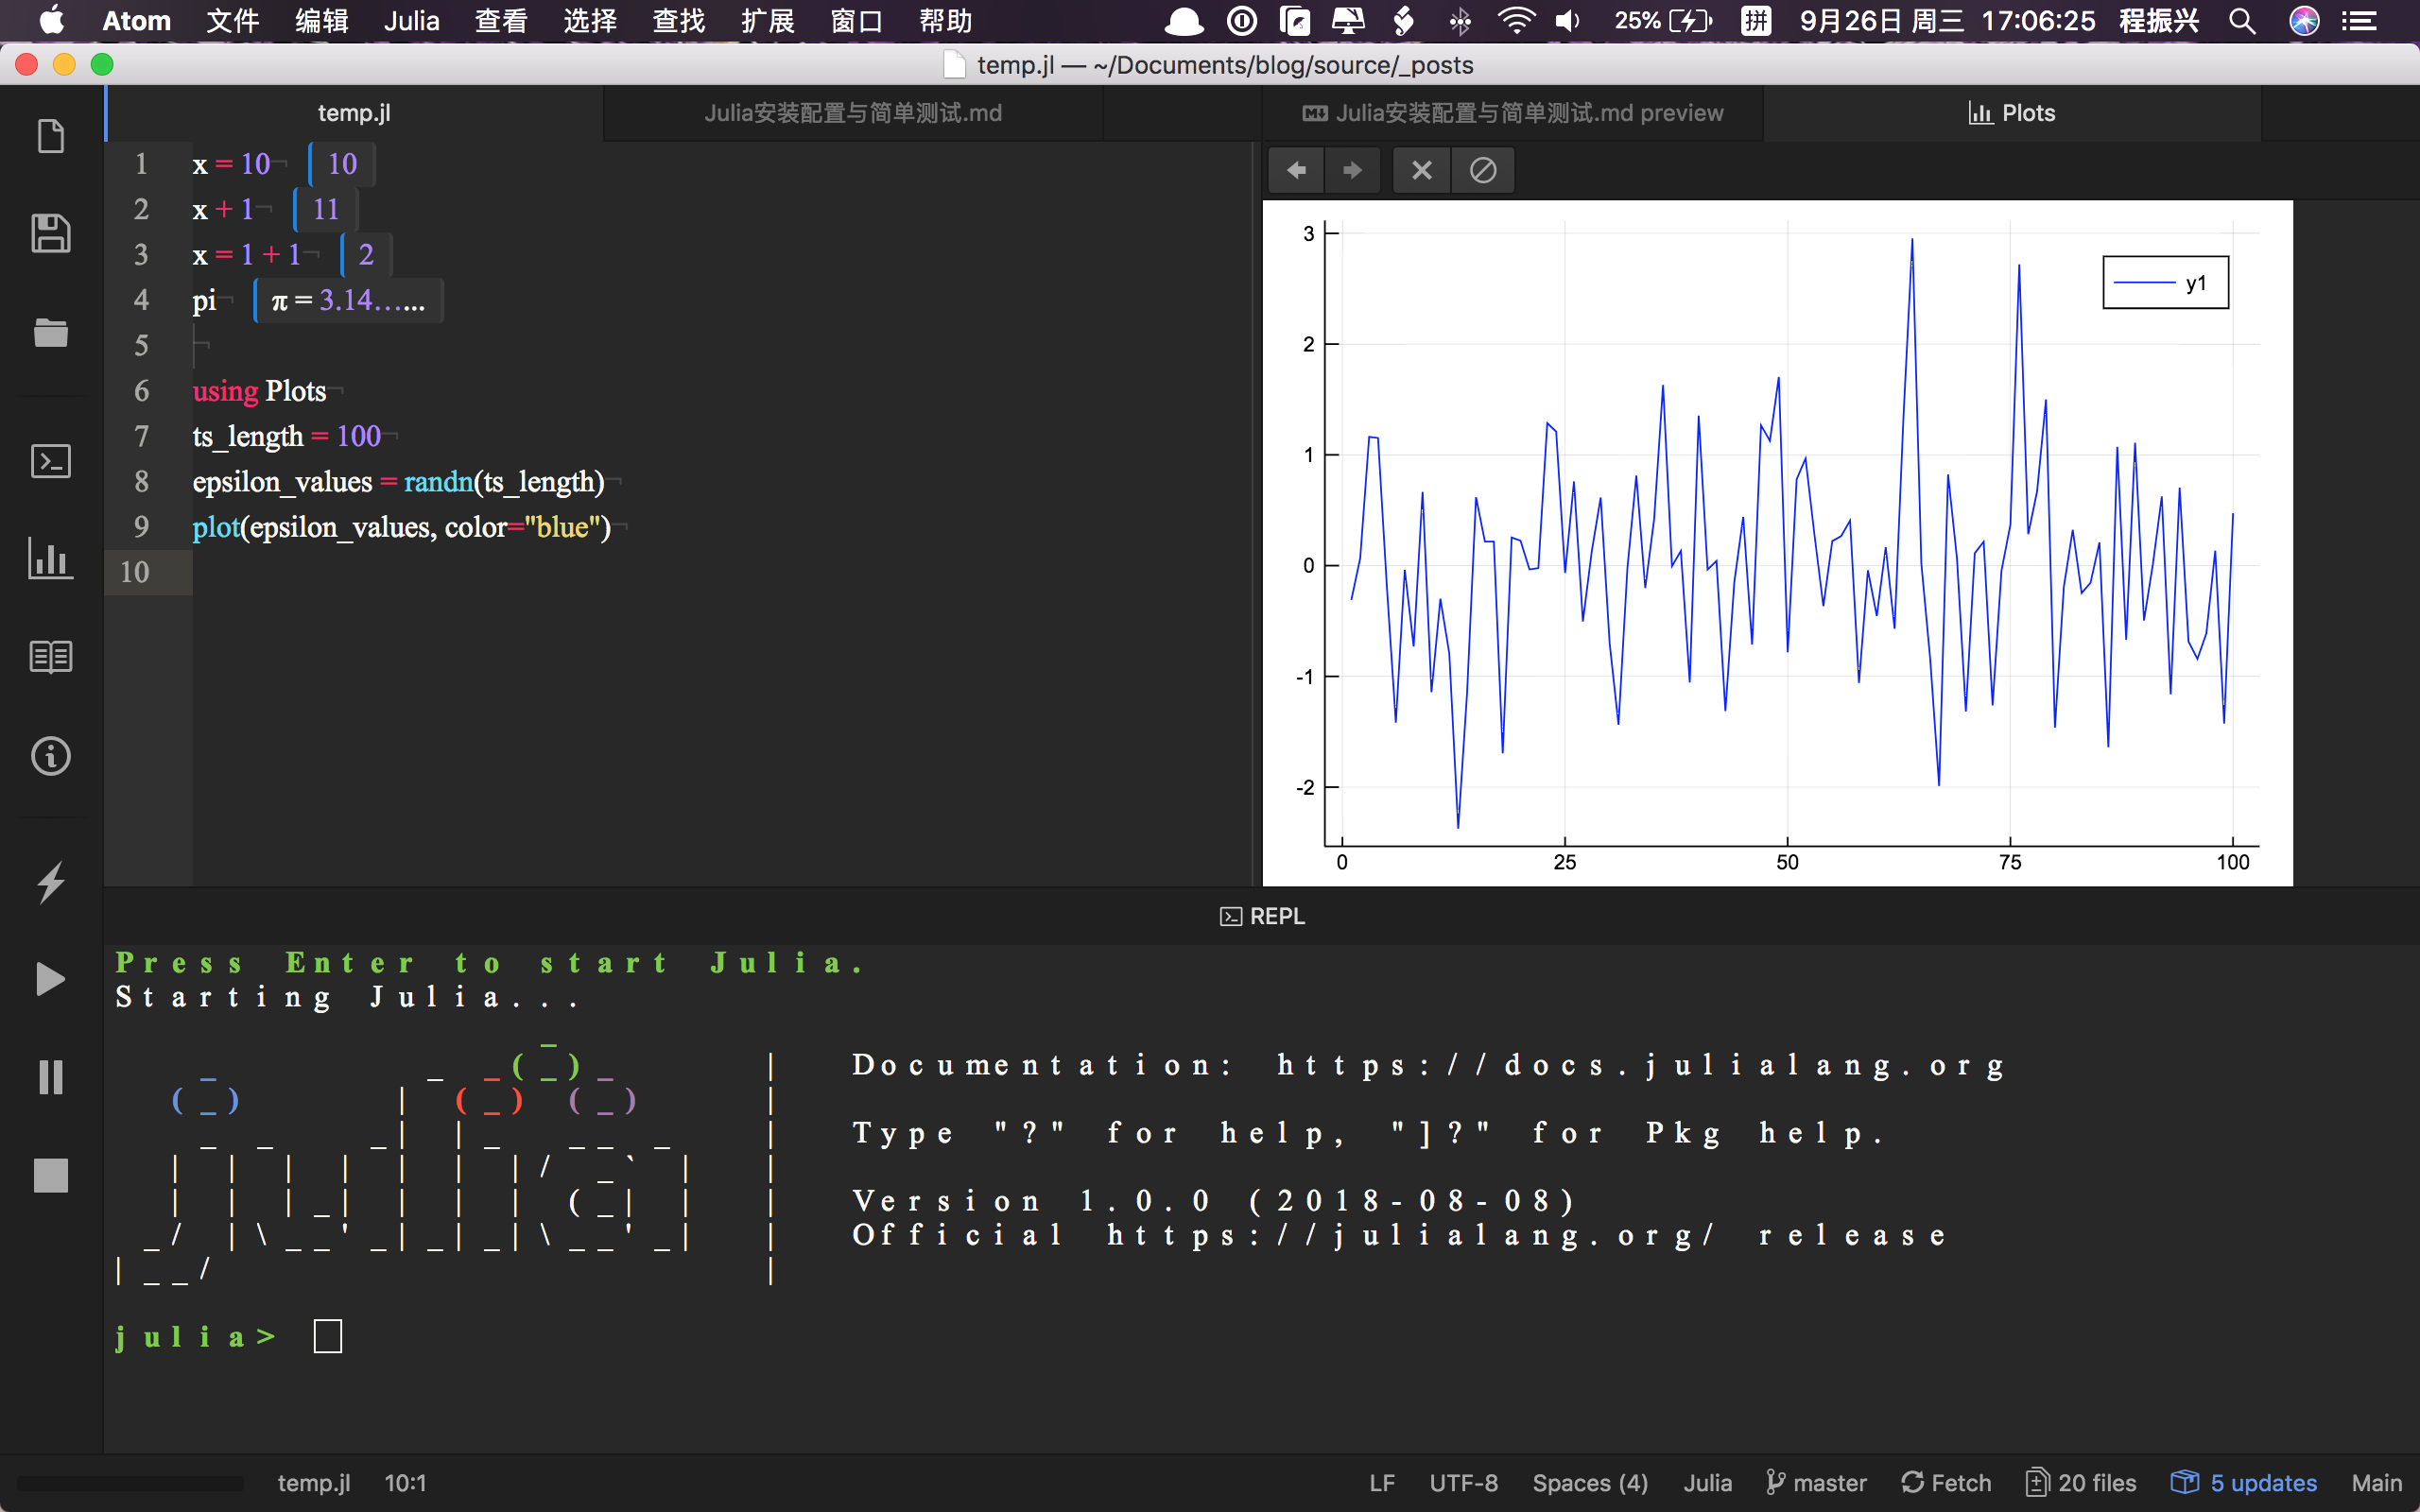 Atom 文件 编辑 Julia 查看 选择 查找 扩展 窗口 帮助 25% 拼 9月26日 周三 17:06:25 程振兴
temp.jl — ~/Documents/blog/source/_posts
temp.jl Julia安装配置与简单测试.md Julia安装配置与简单测试.md preview Plots
1 x = 10¬ 10
2 x + 1¬ 11
3 x = 1 + 1¬ 2
4 pi¬ π = 3.14……
5 ¬
6 using Plots¬
7 ts_length = 100¬
8 epsilon_values = randn(ts_length)¬
9 plot(epsilon_values, color="blue")¬
10
3
2
1
0
-1
-2
y1
0 25 50 75 100
REPL
Press Enter to start Julia.
Starting Julia...
               _
   _       _ _(_)_     |  Documentation: https://docs.julialang.org
  (_)     | (_) (_)    |
   _ _   _| |_  __ _   |  Type "?" for help, "]?" for Pkg help.
  | | | | | | |/ _` |  |
  | | |_| | | | (_| |  |  Version 1.0.0 (2018-08-08)
 _/ |\__'_|_|_|\__'_|  |  Official https://julialang.org/ release
|__/                   |
julia>
temp.jl 10:1 LF UTF-8 Spaces (4) Julia master Fetch 20 files 5 updates Main